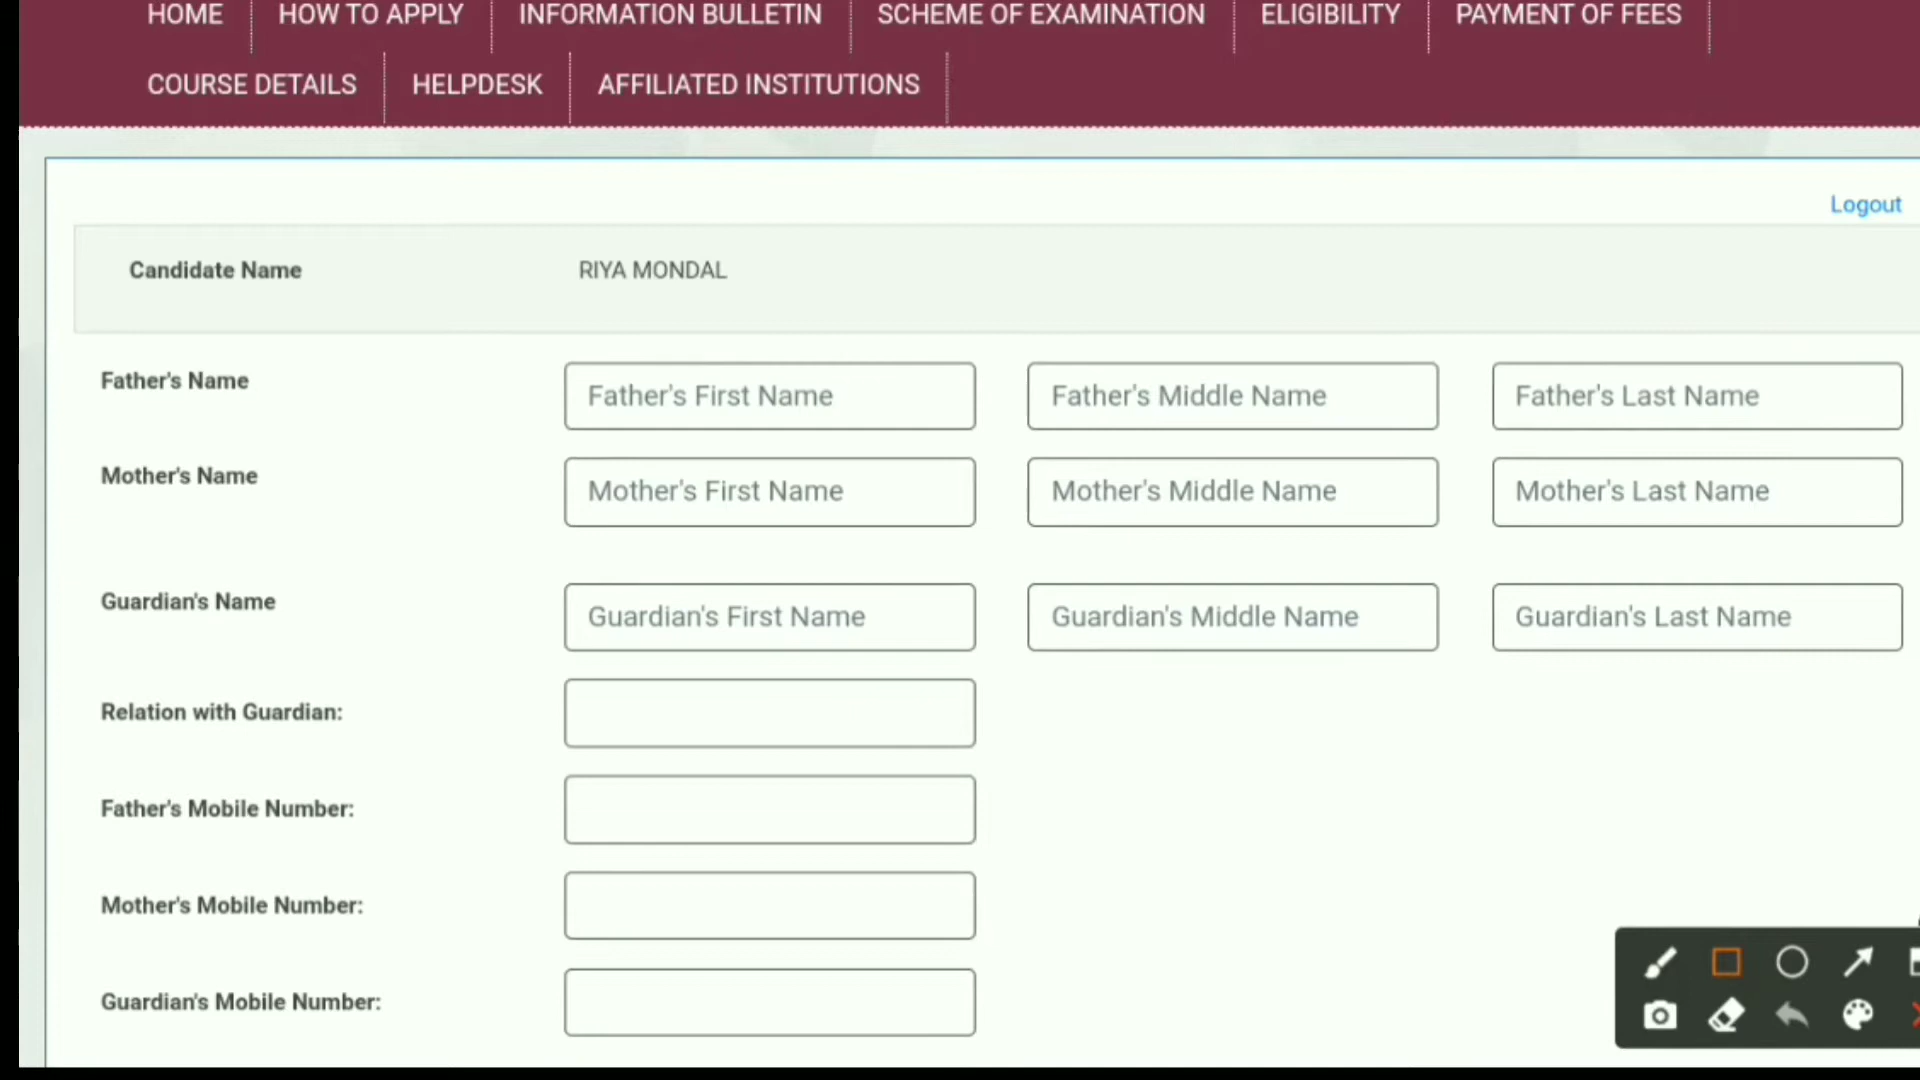 HOME HOW TO APPLY INFORMATION BULLETIN SCHEME OF EXAMINATION ELIGIBILITY PAYMENT OF FEES
COURSE DETAILS HELPDESK AFFILIATED INSTITUTIONS
Logout
Candidate Name RIYA MONDAL
Father's Name Father's First Name Father's Middle Name Father's Last Name
Mother's Name Mother's First Name Mother's Middle Name Mother's Last Name
Guardian's Name Guardian's First Name Guardian's Middle Name Guardian's Last Name
Relation with Guardian:
Father's Mobile Number:
Mother's Mobile Number:
Guardian's Mobile Number: